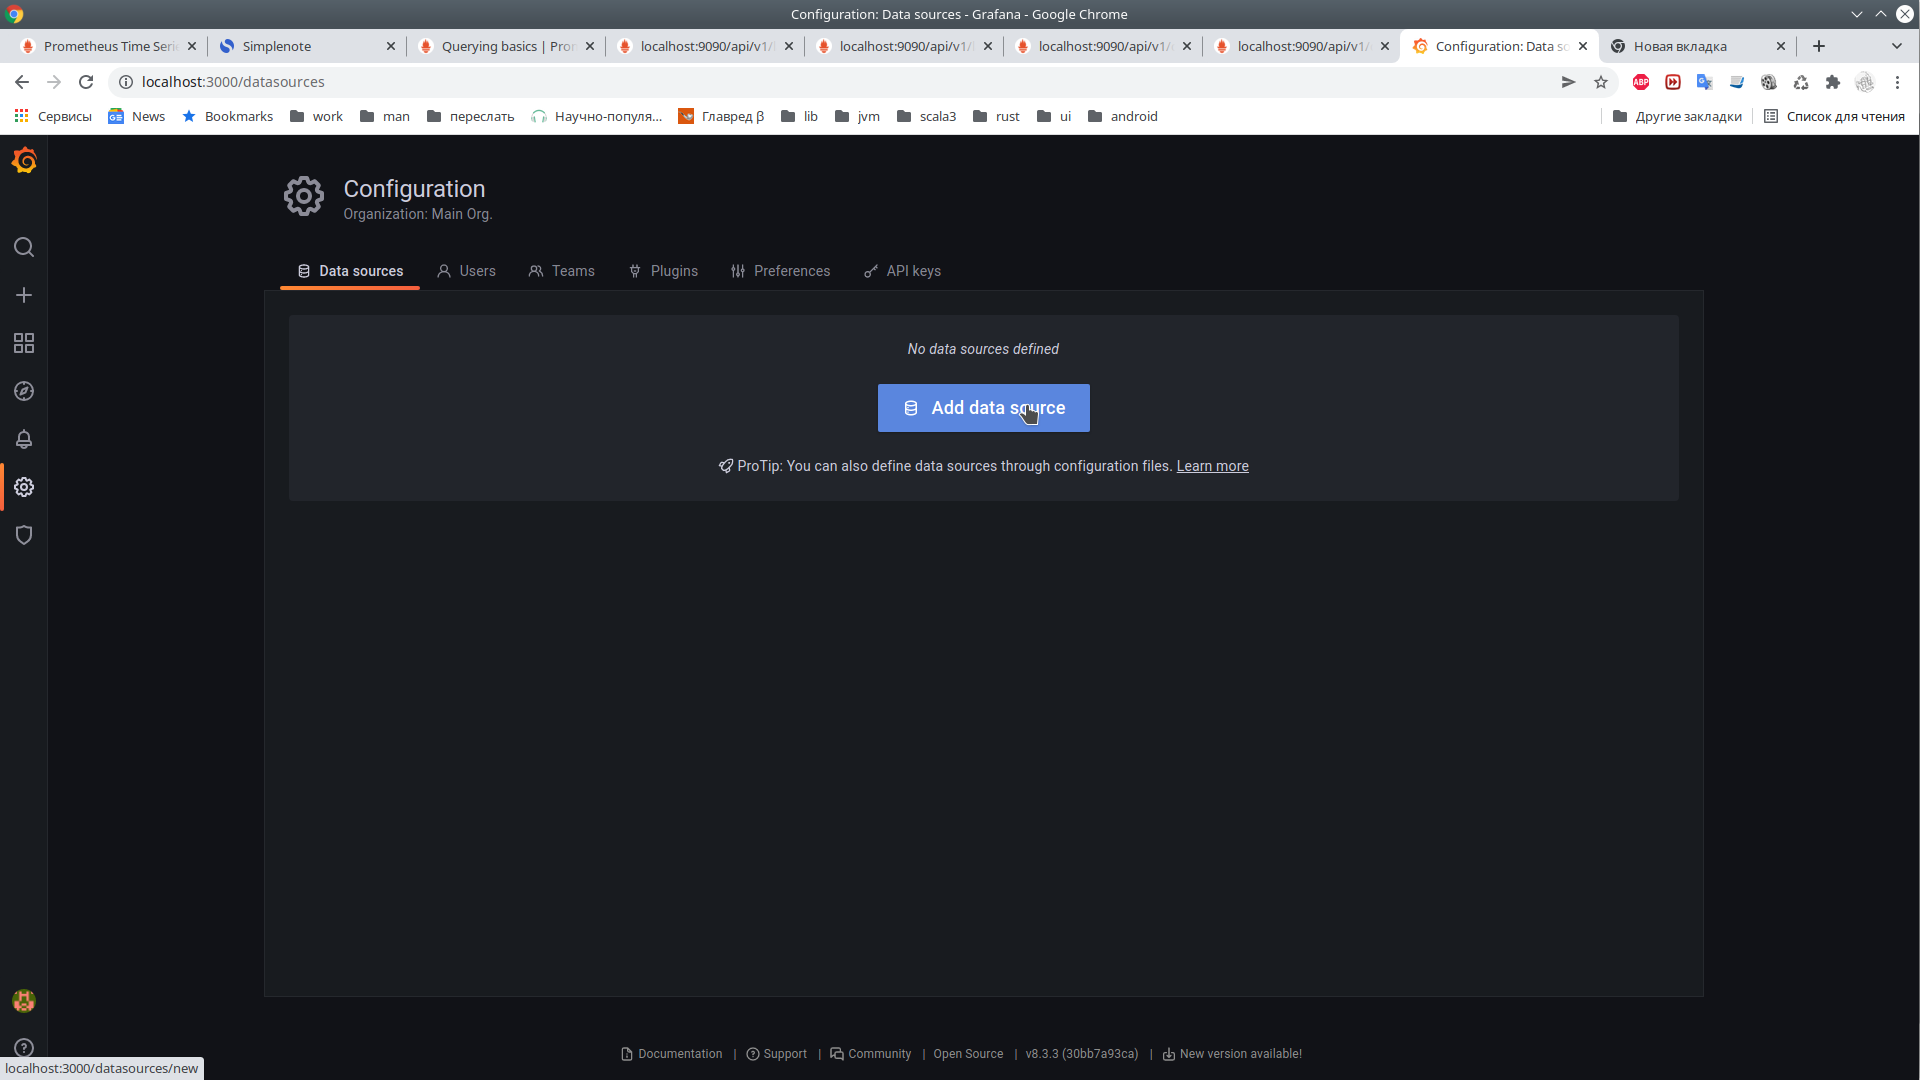 Configuration: Data sources - Grafana - Google Chrome
Prometheus Time Seri Simplenote Querying basics | Pro localhost:9090/api/v1/ localhost:9090/api/v1/ localhost:9090/api/v1/ localhost:9090/api/v1/ Configuration: Data so Новая вкладка
localhost:3000/datasources
ABP
Сервисы News Bookmarks work man переслать Научно-популя... Главред β lib jvm scala3 rust ui android Другие закладки Список для чтения
Configuration
Organization: Main Org.
Data sources Users Teams Plugins Preferences API keys
No data sources defined
Add data source
ProTip: You can also define data sources through configuration files. Learn more
Documentation | Support | Community | Open Source | v8.3.3 (30bb7a93ca) | New version available!
localhost:3000/datasources/new